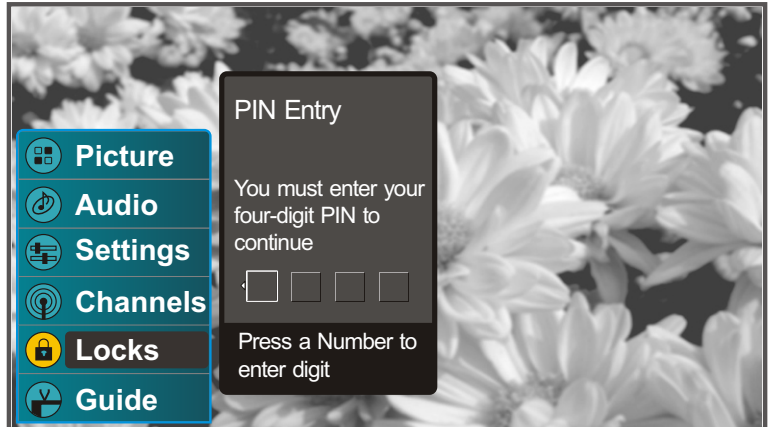 Picture
Audio
Settings
Channels
Locks
Guide
PIN Entry
You must enter your
four-digit PIN to
continue
Press a Number to
enter digit